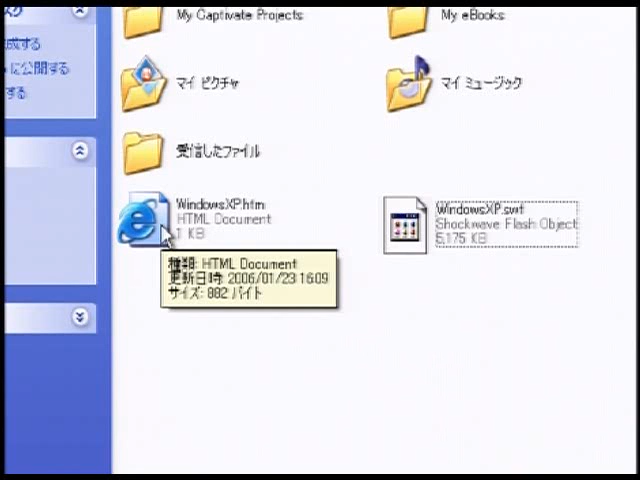 My Captivate Projects
My eBooks
成する
に公開する
する
マイ ピクチャ
マイ ミュージック
受信したファイル
WindowsXP.htm
HTML Document
1 KB
WindowsXP.swf
Shockwave Flash Object
5,175 KB
種類: HTML Document
更新日時: 2006/01/23 16:09
サイズ: 882 バイト